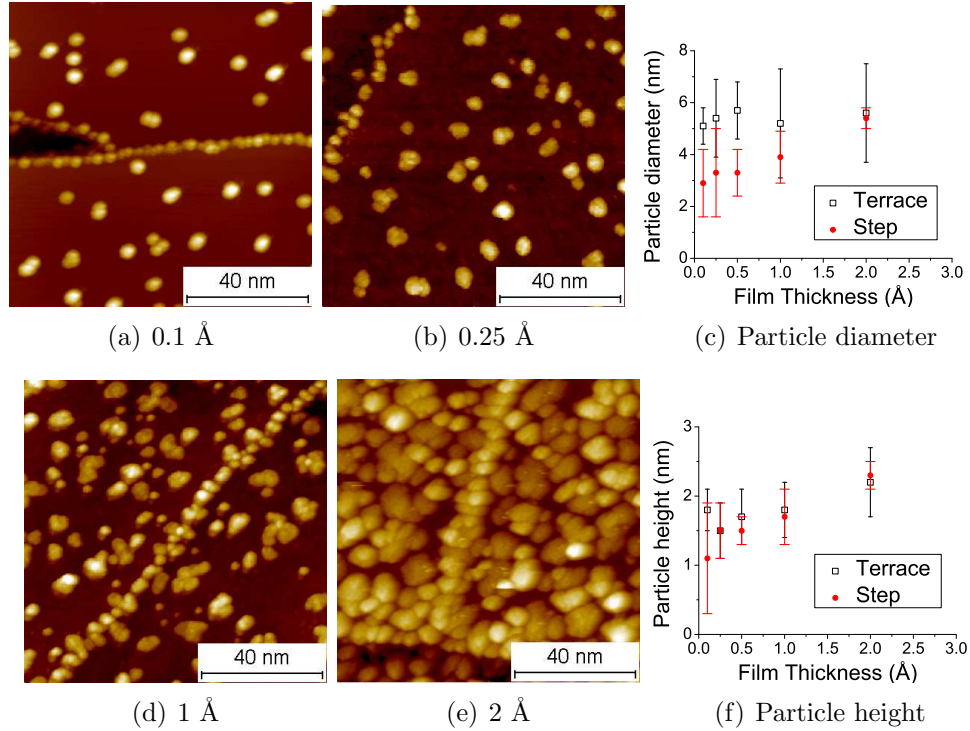 40 nm
(a) 0.1 Å
40 nm
(b) 0.25 Å
Particle diameter (nm)
8
6
4
2
0
Terrace
Step
0.0 0.5 1.0 1.5 2.0 2.5 3.0
Film Thickness (Å)
(c) Particle diameter
40 nm
(d) 1 Å
40 nm
(e) 2 Å
Particle height (nm)
3
2
1
0
Terrace
Step
0.0 0.5 1.0 1.5 2.0 2.5 3.0
Film Thickness (Å)
(f) Particle height